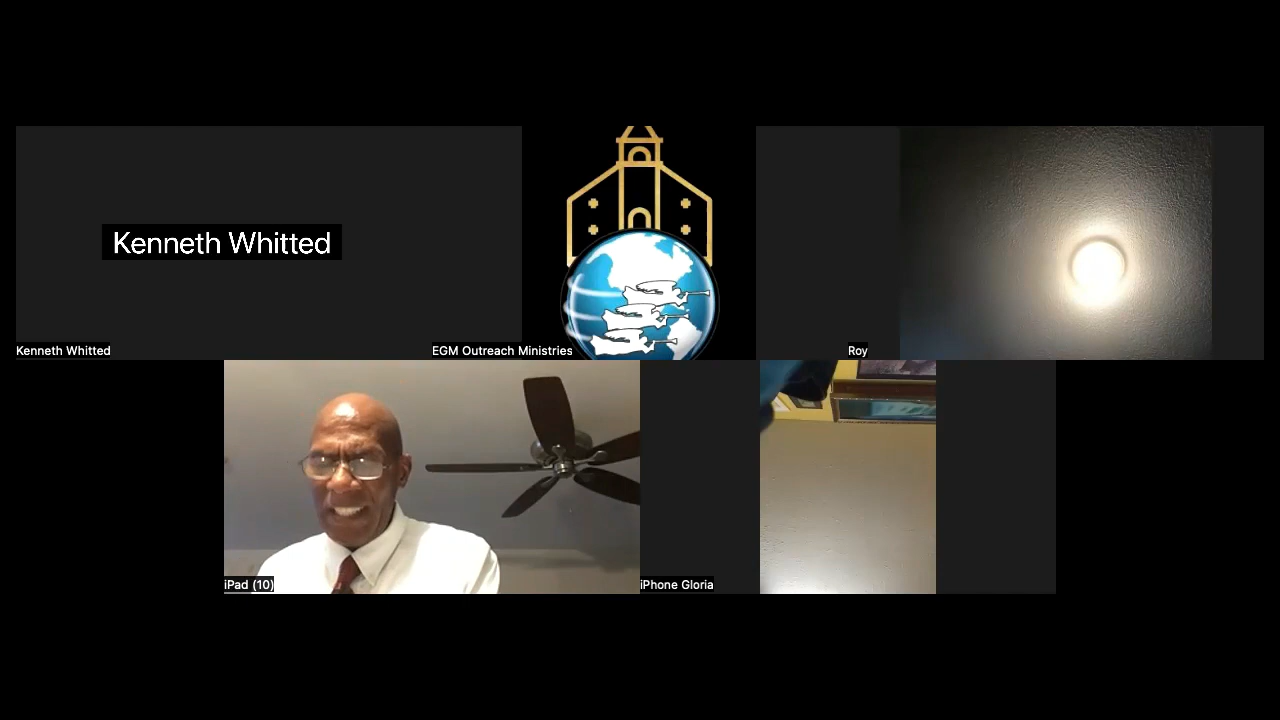 Kenneth Whitted
Kenneth Whitted
EGM Outreach Ministries
Roy
iPad (10)
iPhone Gloria